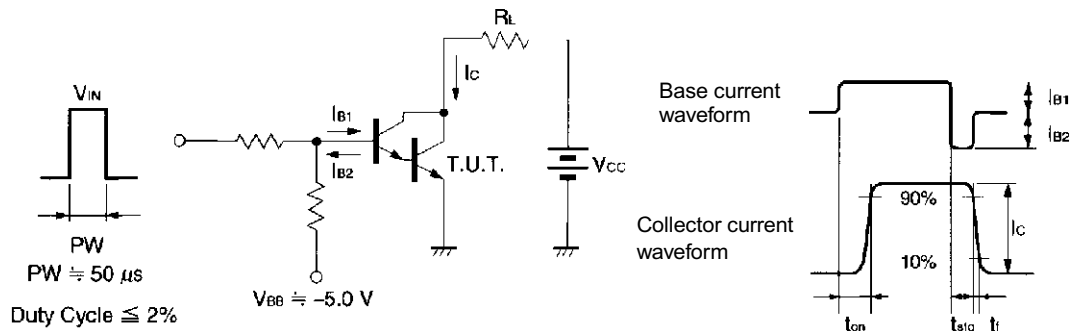 VIN
PW
PW ≒ 50 μs
Duty Cycle ≦ 2%
RL
IC
IB1
IB2
T.U.T.
VCC
VBB ≒ −5.0 V
Base current
waveform
IB1
IB2
Collector current
waveform
90%
10%
IC
ton
tstg
tf